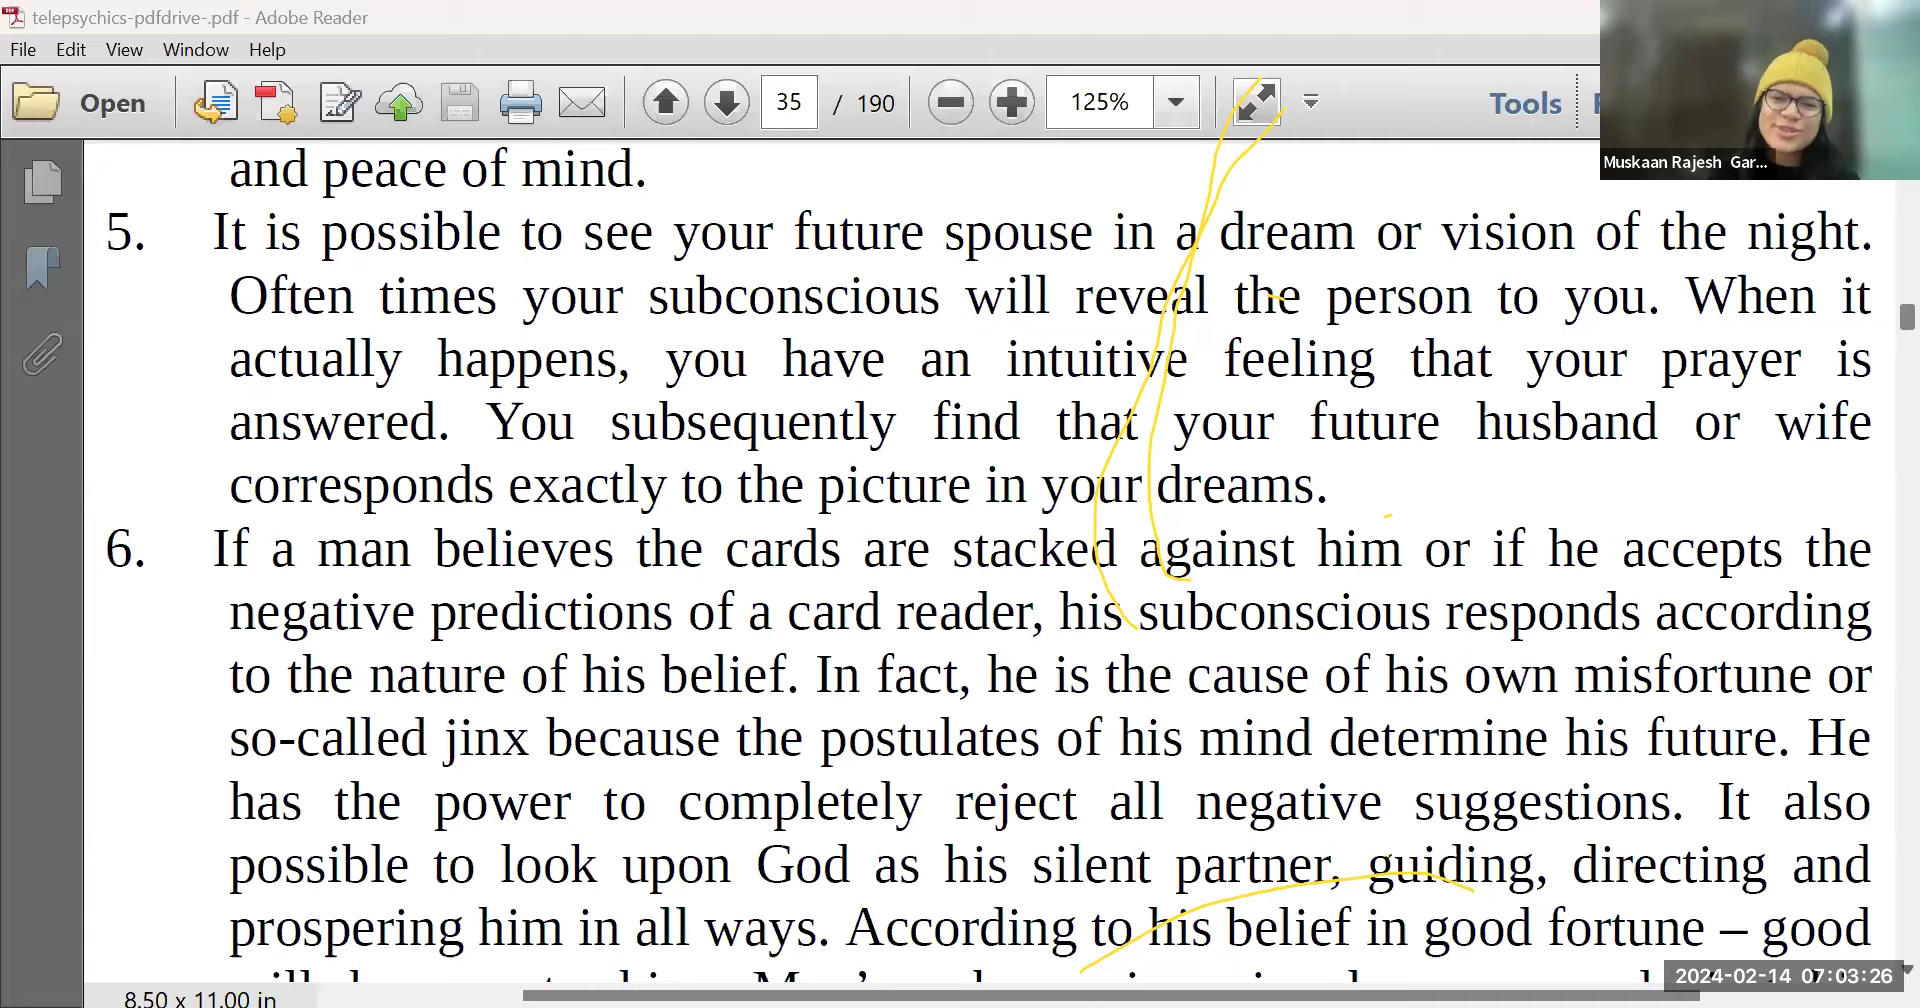 telepsychics-pdfdrive-.pdf - Adobe Reader
File Edit View Window Help
Open 35 / 190 125% Tools
Muskaan Rajesh Gar...
and peace of mind.
5. It is possible to see your future spouse in a dream or vision of the night.
Often times your subconscious will reveal the person to you. When it
actually happens, you have an intuitive feeling that your prayer is
answered. You subsequently find that your future husband or wife
corresponds exactly to the picture in your dreams.
6. If a man believes the cards are stacked against him or if he accepts the
negative predictions of a card reader, his subconscious responds according
to the nature of his belief. In fact, he is the cause of his own misfortune or
so-called jinx because the postulates of his mind determine his future. He
has the power to completely reject all negative suggestions. It also
possible to look upon God as his silent partner, guiding, directing and
prospering him in all ways. According to his belief in good fortune – good
2024-02-14 07:03:26
8.50 x 11.00 in